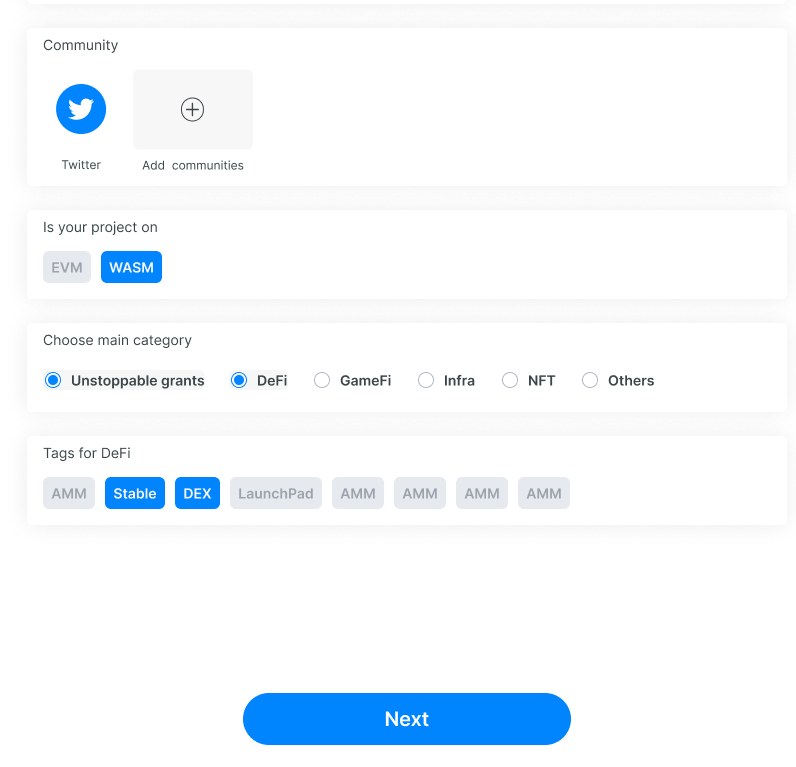 Community
Twitter
Add communities
Is your project on
EVM WASM
Choose main category
Unstoppable grants DeFi GameFi Infra NFT Others
Tags for DeFi
AMM Stable DEX LaunchPad AMM AMM AMM AMM
Next